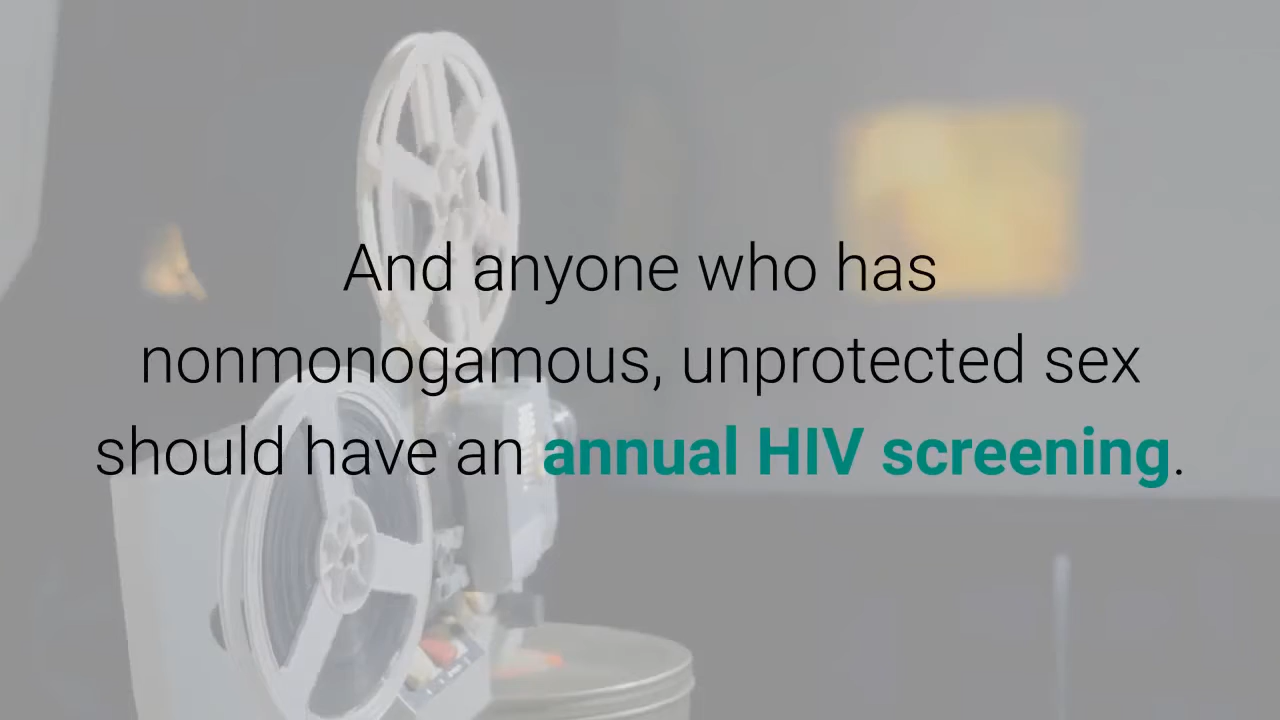 And anyone who has
nonmonogamous, unprotected sex
should have an annual HIV screening.